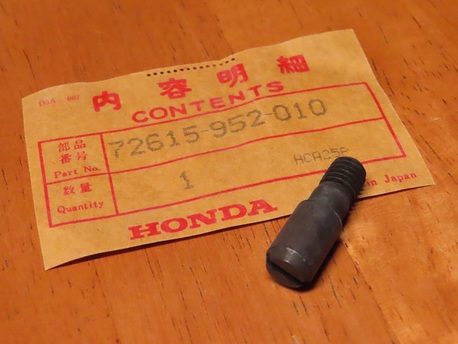 内容明細
CONTENTS
部品番号
Part No.
72615-952-010
HCA25P
数量
Quantity
1
HONDA
in Japan